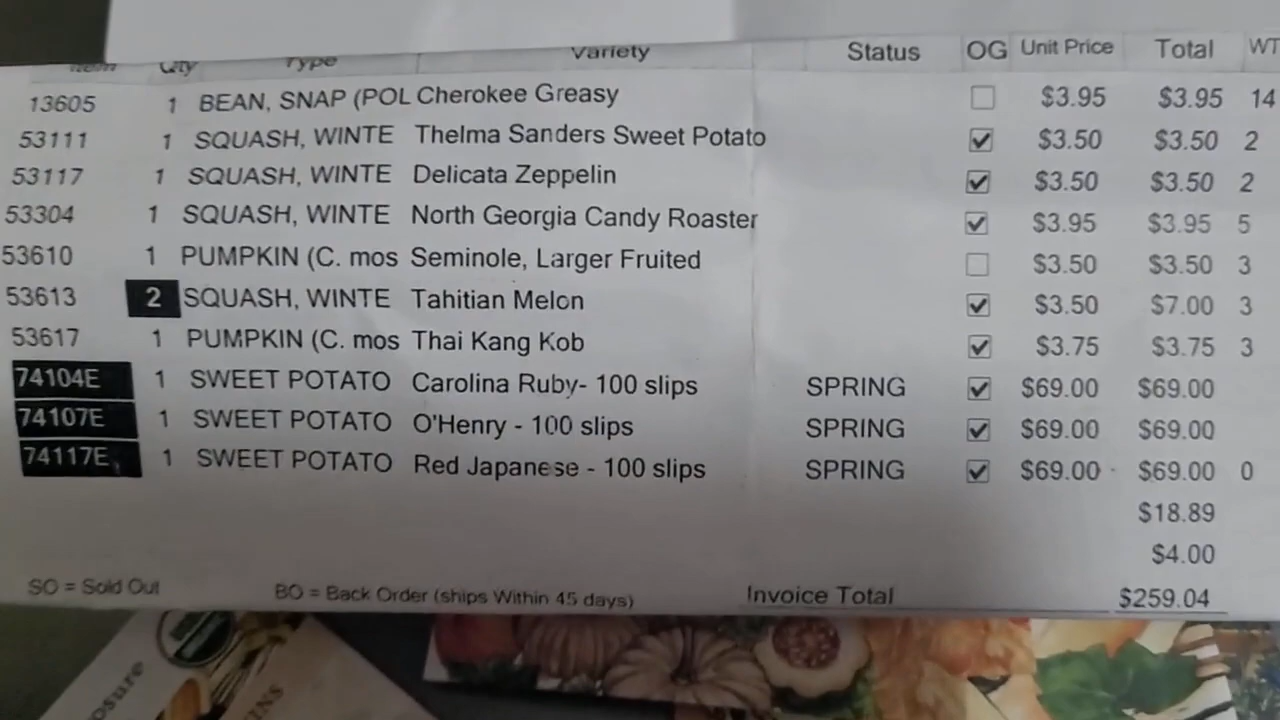 Item Qty Type Variety Status OG Unit Price Total WT
13605 1 BEAN, SNAP (POL Cherokee Greasy $3.95 $3.95 14
53111 1 SQUASH, WINTE Thelma Sanders Sweet Potato $3.50 $3.50 2
53117 1 SQUASH, WINTE Delicata Zeppelin $3.50 $3.50 2
53304 1 SQUASH, WINTE North Georgia Candy Roaster $3.95 $3.95 5
53610 1 PUMPKIN (C. mos Seminole, Larger Fruited $3.50 $3.50 3
53613 2 SQUASH, WINTE Tahitian Melon $3.50 $7.00 3
53617 1 PUMPKIN (C. mos Thai Kang Kob $3.75 $3.75 3
74104E 1 SWEET POTATO Carolina Ruby- 100 slips SPRING $69.00 $69.00
74107E 1 SWEET POTATO O'Henry - 100 slips SPRING $69.00 $69.00
74117E 1 SWEET POTATO Red Japanese - 100 slips SPRING $69.00 $69.00 0
$18.89
$4.00
SO = Sold Out BO = Back Order (ships Within 45 days) Invoice Total $259.04
osure